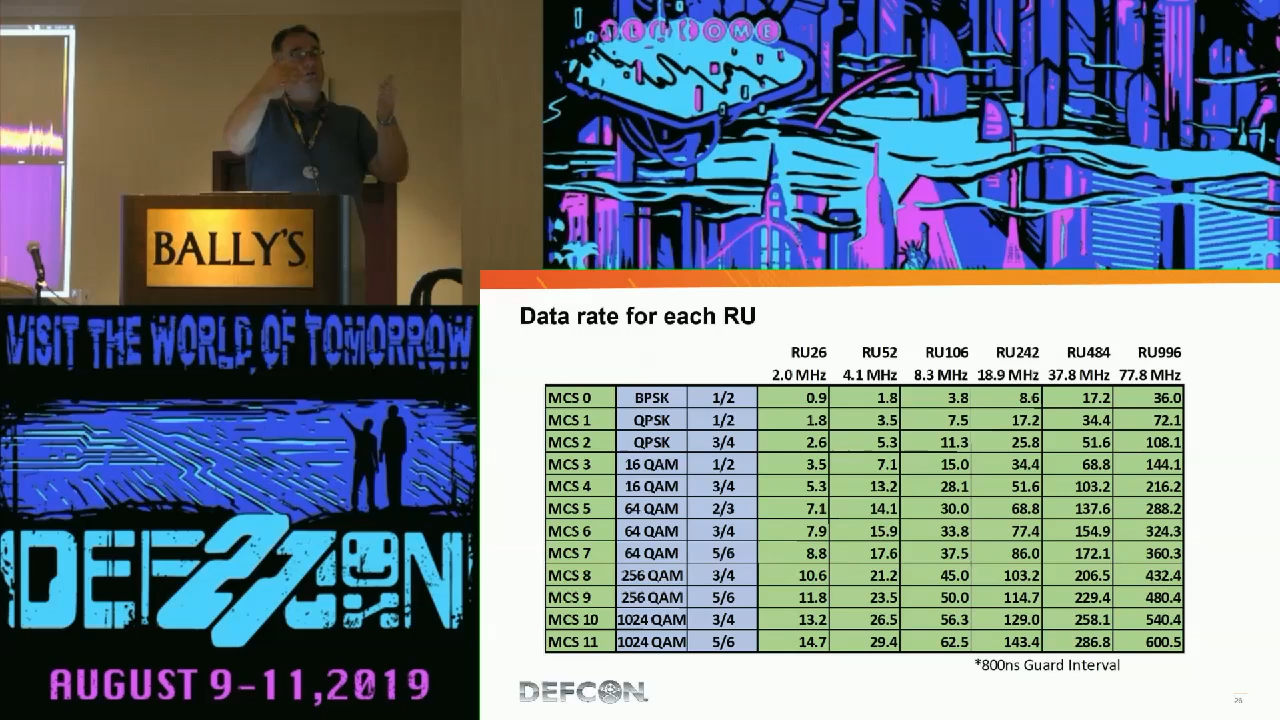 WELCOME
BALLY'S
VISIT THE WORLD OF TOMORROW
DEF CON
27
AUGUST 9-11,2019
Data rate for each RU
RU26 RU52 RU106 RU242 RU484 RU996
2.0 MHz 4.1 MHz 8.3 MHz 18.9 MHz 37.8 MHz 77.8 MHz
MCS 0 BPSK 1/2 0.9 1.8 3.8 8.6 17.2 36.0
MCS 1 QPSK 1/2 1.8 3.5 7.5 17.2 34.4 72.1
MCS 2 QPSK 3/4 2.6 5.3 11.3 25.8 51.6 108.1
MCS 3 16 QAM 1/2 3.5 7.1 15.0 34.4 68.8 144.1
MCS 4 16 QAM 3/4 5.3 13.2 28.1 51.6 103.2 216.2
MCS 5 64 QAM 2/3 7.1 14.1 30.0 68.8 137.6 288.2
MCS 6 64 QAM 3/4 7.9 15.9 33.8 77.4 154.9 324.3
MCS 7 64 QAM 5/6 8.8 17.6 37.5 86.0 172.1 360.3
MCS 8 256 QAM 3/4 10.6 21.2 45.0 103.2 206.5 432.4
MCS 9 256 QAM 5/6 11.8 23.5 50.0 114.7 229.4 480.4
MCS 10 1024 QAM 3/4 13.2 26.5 56.3 129.0 258.1 540.4
MCS 11 1024 QAM 5/6 14.7 29.4 62.5 143.4 286.8 600.5
*800ns Guard Interval
DEFCON.
26